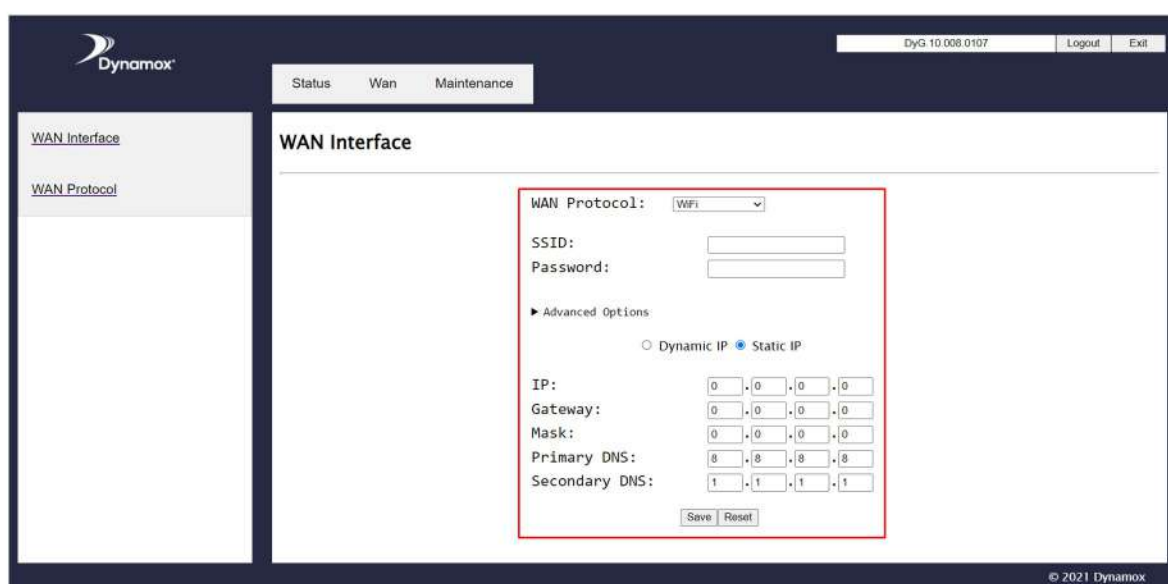 Dynamox
DyG.10.008.0107 Logout Exit
Status Wan Maintenance
WAN Interface
WAN Protocol
WAN Interface
WAN Protocol: WiFi
SSID:
Password:
▶ Advanced Options
Dynamic IP Static IP
IP: 0 . 0 . 0 . 0
Gateway: 0 . 0 . 0 . 0
Mask: 0 . 0 . 0 . 0
Primary DNS: 8 . 8 . 8 . 8
Secondary DNS: 1 . 1 . 1 . 1
Save Reset
© 2021 Dynamox